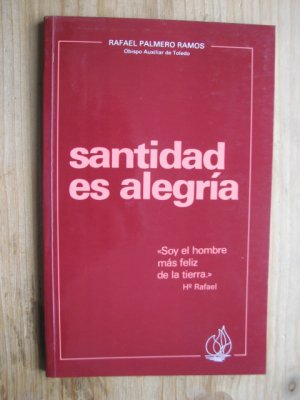 RAFAEL PALMERO RAMOS
Obispo Auxiliar de Toledo
santidad
es alegría
«Soy el hombre
más feliz
de la tierra.»
Hº Rafael